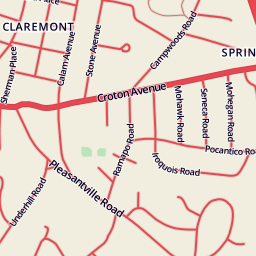 CLAREMONT
Campwoods Road
SPRIN
Sherman Place
Calam Avenue
Stone Avenue
Croton Avenue
Mohawk Road
Seneca Road
Mohegan Road
Ramapo Road
Pocantico Ro
Iroquois Road
Pleasantville Road
Underhill Road